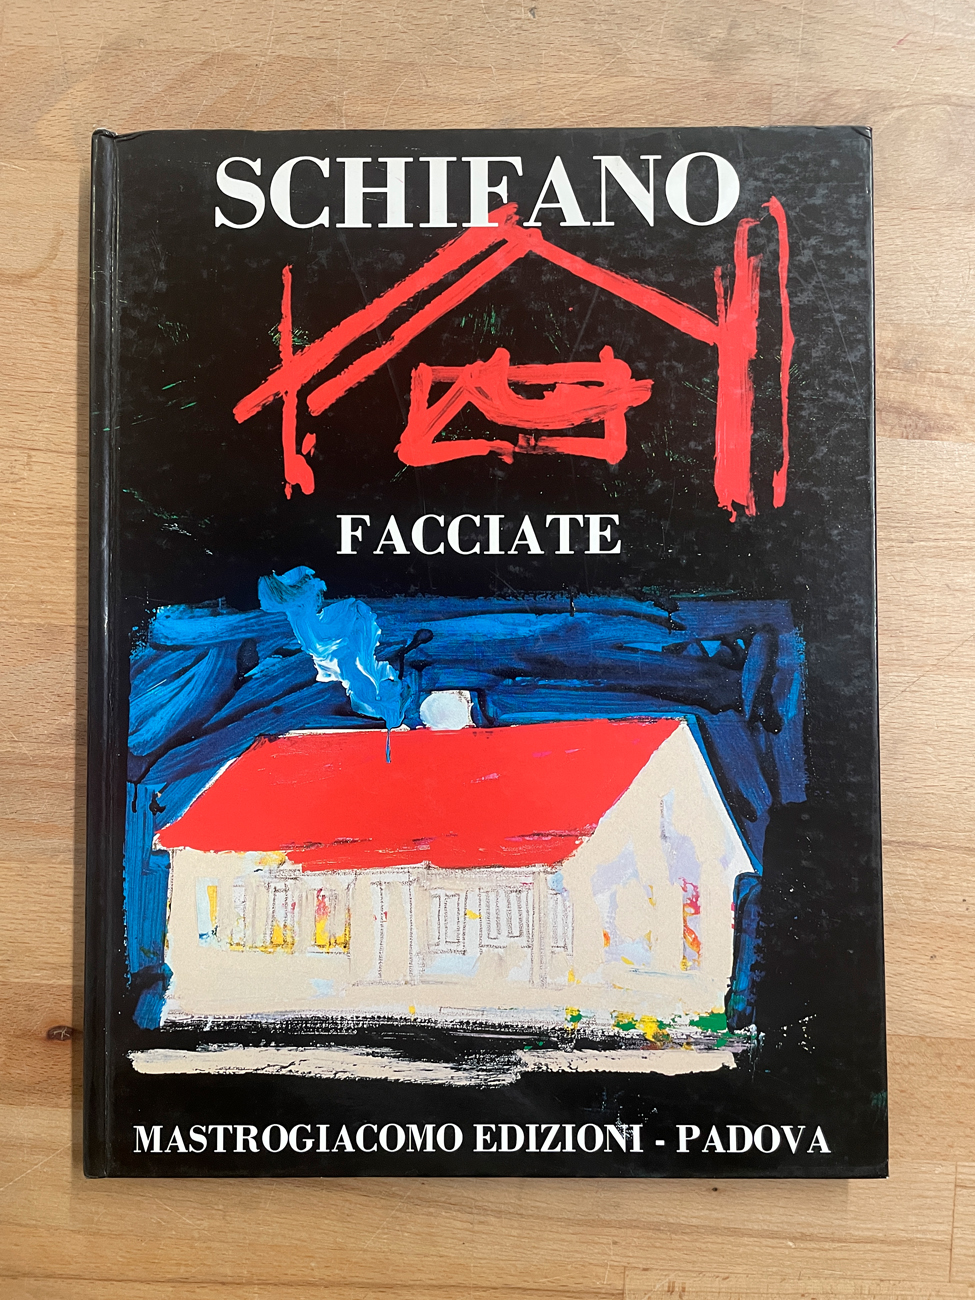 SCHIFANO
FACCIATE
MASTROGIACOMO EDIZIONI - PADOVA